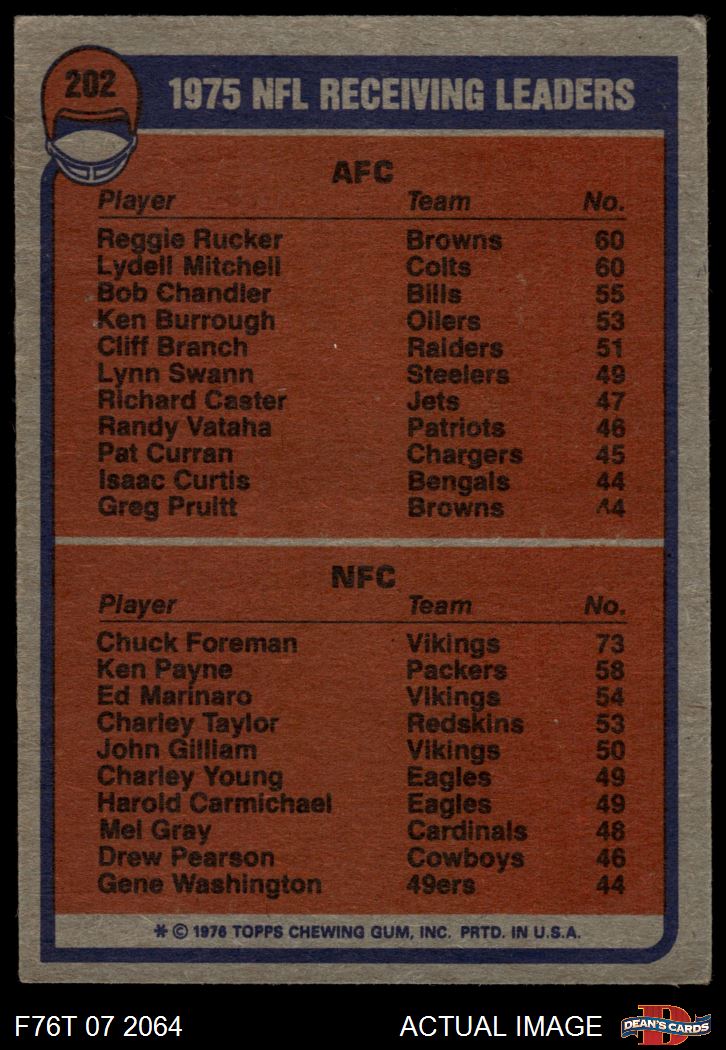 202
1975 NFL RECEIVING LEADERS
AFC
Player Team No.
Reggie Rucker Browns 60
Lydell Mitchell Colts 60
Bob Chandler Bills 55
Ken Burrough Oilers 53
Cliff Branch Raiders 51
Lynn Swann Steelers 49
Richard Caster Jets 47
Randy Vataha Patriots 46
Pat Curran Chargers 45
Isaac Curtis Bengals 44
Greg Pruitt Browns 44
NFC
Player Team No.
Chuck Foreman Vikings 73
Ken Payne Packers 58
Ed Marinaro Vikings 54
Charley Taylor Redskins 53
John Gilliam Vikings 50
Charley Young Eagles 49
Harold Carmichael Eagles 49
Mel Gray Cardinals 48
Drew Pearson Cowboys 46
Gene Washington 49ers 44
* © 1976 TOPPS CHEWING GUM, INC. PRTD. IN U.S.A.
F76T 07 2064 ACTUAL IMAGE D DEAN'S CARDS